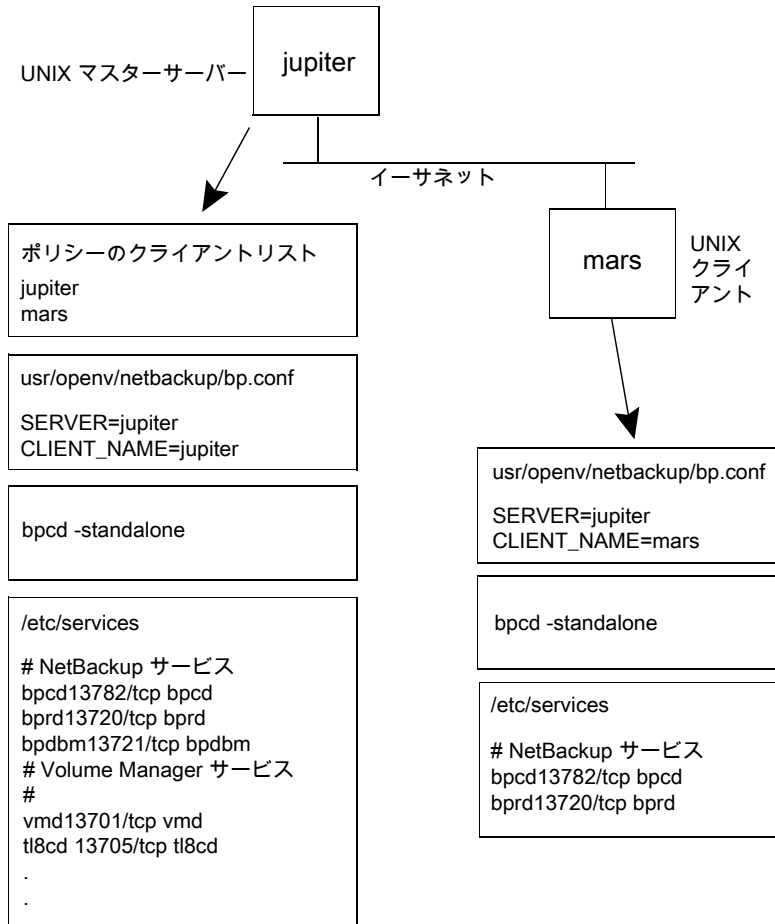 jupiter
UNIX マスターサーバー
イーサネット
ポリシーのクライアントリスト
jupiter
mars
usr/openv/netbackup/bp.conf
SERVER=jupiter
CLIENT_NAME=jupiter
bpcd -standalone
/etc/services
# NetBackup サービス
bpcd13782/tcp bpcd
bprd13720/tcp bprd
bpdbm13721/tcp bpdbm
# Volume Manager サービス
#
vmd13701/tcp vmd
tl8cd 13705/tcp tl8cd
.
.
mars
UNIX
クライ
アント
usr/openv/netbackup/bp.conf
SERVER=jupiter
CLIENT_NAME=mars
bpcd -standalone
/etc/services
# NetBackup サービス
bpcd13782/tcp bpcd
bprd13720/tcp bprd